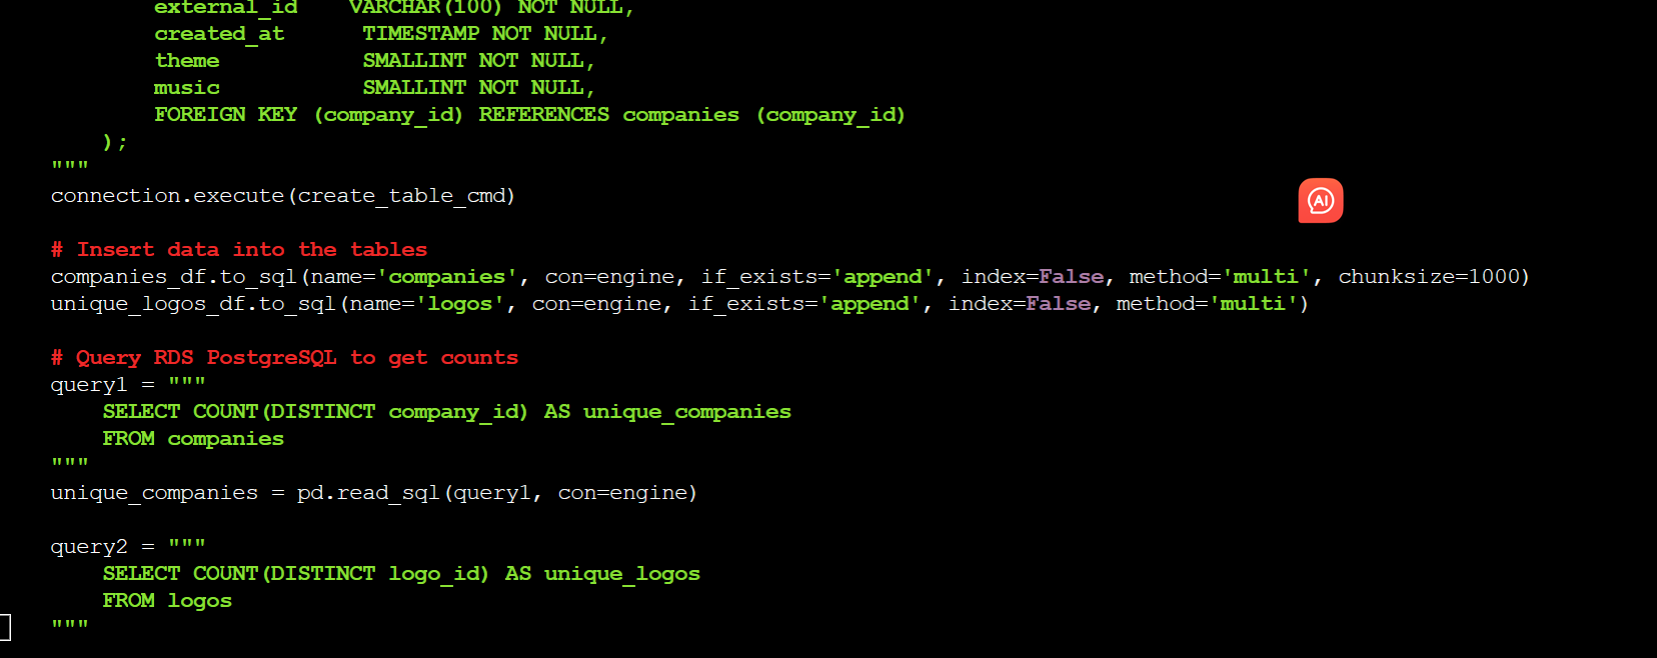 external_id    VARCHAR(100) NOT NULL,
created_at      TIMESTAMP NOT NULL,
theme           SMALLINT NOT NULL,
music           SMALLINT NOT NULL,
FOREIGN KEY (company_id) REFERENCES companies (company_id)
);
"""
connection.execute(create_table_cmd)
AI
# Insert data into the tables
companies_df.to_sql(name='companies', con=engine, if_exists='append', index=False, method='multi', chunksize=1000)
unique_logos_df.to_sql(name='logos', con=engine, if_exists='append', index=False, method='multi')
# Query RDS PostgreSQL to get counts
query1 = """
SELECT COUNT(DISTINCT company_id) AS unique_companies
FROM companies
"""
unique_companies = pd.read_sql(query1, con=engine)
query2 = """
SELECT COUNT(DISTINCT logo_id) AS unique_logos
FROM logos
"""